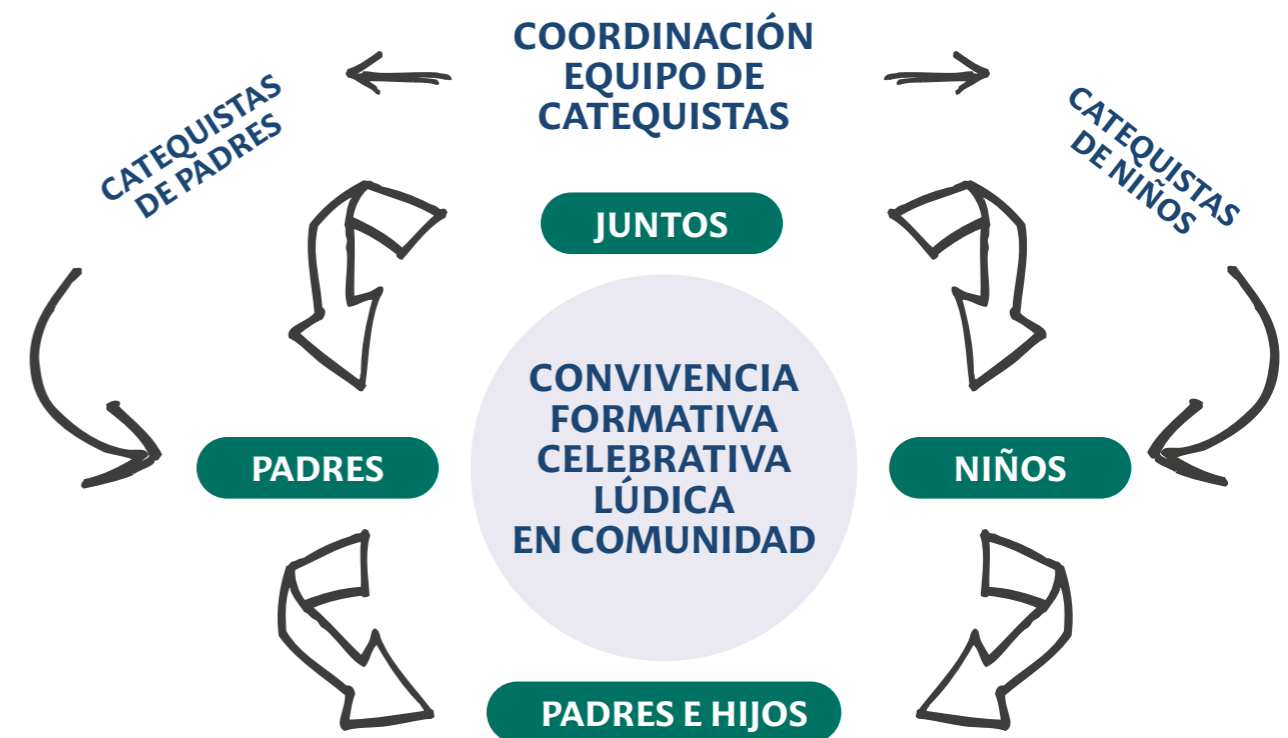 COORDINACIÓN
EQUIPO DE
CATEQUISTAS
CATEQUISTAS
DE PADRES
CATEQUISTAS
DE NIÑOS
JUNTOS
CONVIVENCIA
FORMATIVA
CELEBRATIVA
LÚDICA
EN COMUNIDAD
PADRES
NIÑOS
PADRES E HIJOS